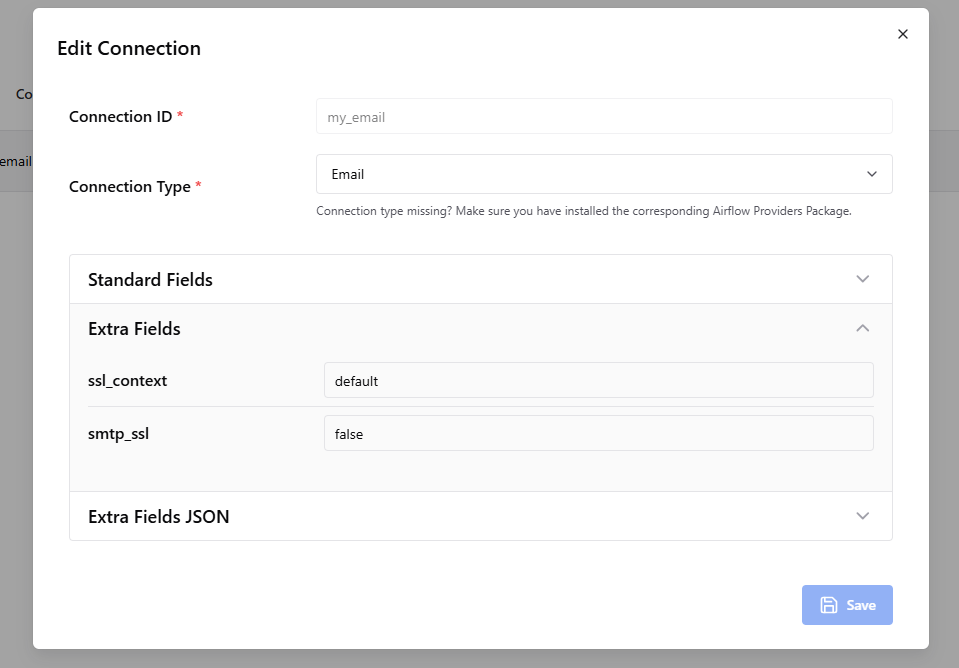 Edit Connection
Co
email
Connection ID *
my_email
Connection Type *
Email
Connection type missing? Make sure you have installed the corresponding Airflow Providers Package.
Standard Fields
Extra Fields
ssl_context
default
smtp_ssl
false
Extra Fields JSON
Save